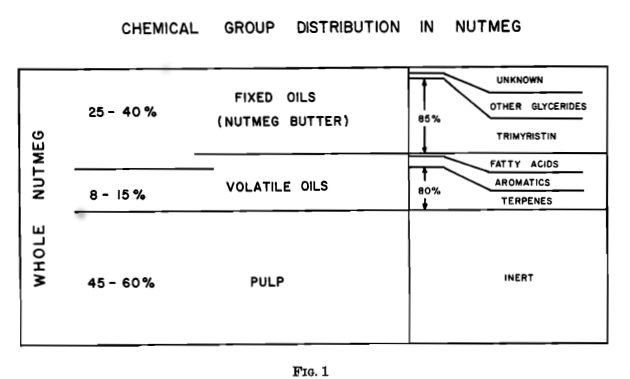 CHEMICAL GROUP DISTRIBUTION IN NUTMEG
WHOLE NUTMEG
25 - 40%
FIXED OILS
(NUTMEG BUTTER)
85%
UNKNOWN
OTHER GLYCERIDES
TRIMYRISTIN
8 - 15%
VOLATILE OILS
80%
FATTY ACIDS
AROMATICS
TERPENES
45 - 60%
PULP
INERT
FIG. 1